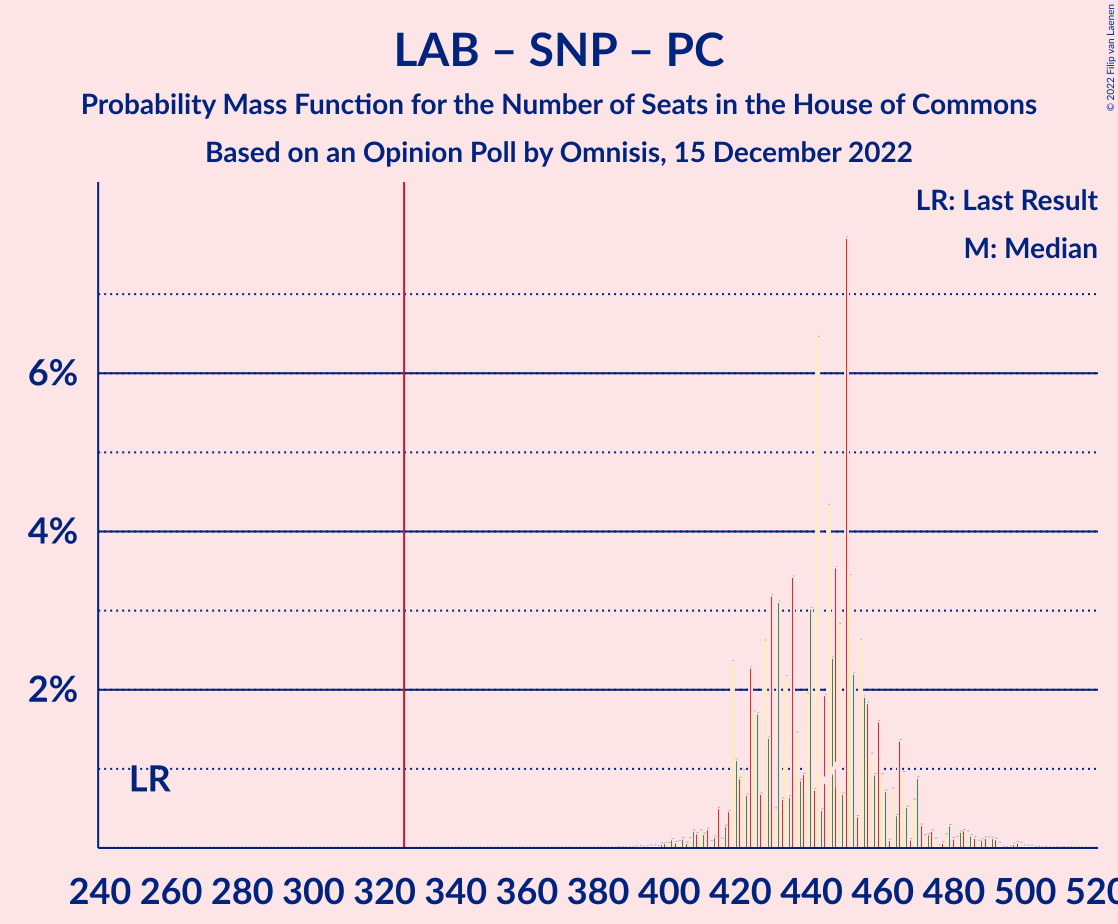 LAB – SNP – PC
Probability Mass Function for the Number of Seats in the House of Commons
Based on an Opinion Poll by Omnisis, 15 December 2022
© 2022 Filip van Laenen
LR: Last Result
M: Median
6%
4%
2%
LR
240 260 280 300 320 340 360 380 400 420 440 460 480 500 520